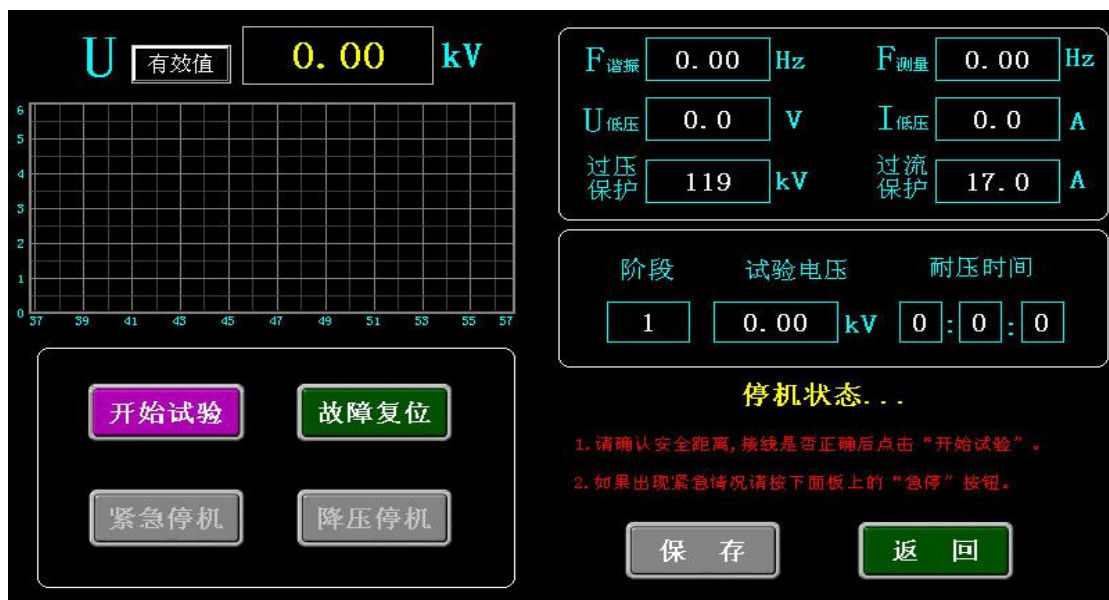 U 有效值 0.00 kV
6
5
4
3
2
1
0
37 39 41 43 45 47 49 51 53 55 57
开始试验 故障复位
紧急停机 降压停机
F谐振 0.00 Hz F测量 0.00 Hz
U低压 0.0 V I低压 0.0 A
过压保护 119 kV 过流保护 17.0 A
阶段 试验电压 耐压时间
1 0.00 kV 0:0:0
停机状态...
1.请确认安全距离,接线是否正确后点击“开始试验”。
2.如果出现紧急情况请按下面板上的“急停”按钮。
保 存 返 回